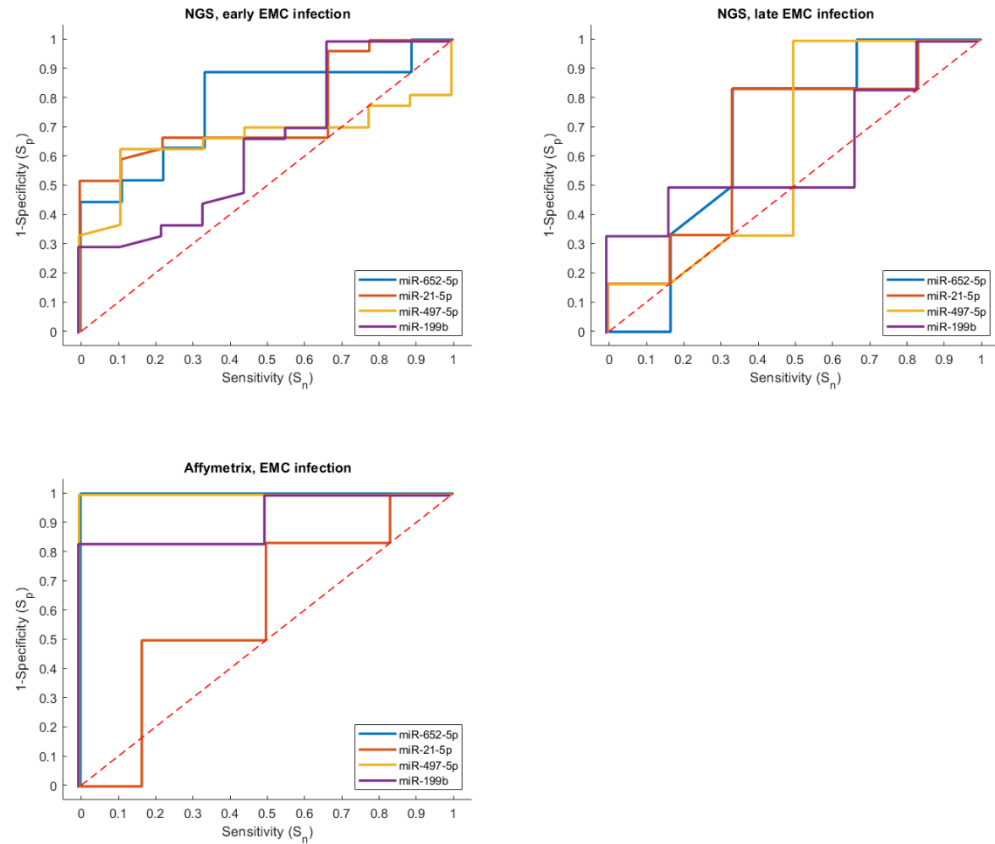 NGS, early EMC infection
1
0.9
0.8
0.7
0.6
0.5
0.4
0.3
0.2
0.1
0
1-Specificity (Sp)
miR-652-5p
miR-21-5p
miR-497-5p
miR-199b
0 0.1 0.2 0.3 0.4 0.5 0.6 0.7 0.8 0.9 1
Sensitivity (Sn)
NGS, late EMC infection
1
0.9
0.8
0.7
0.6
0.5
0.4
0.3
0.2
0.1
0
1-Specificity (Sp)
miR-652-5p
miR-21-5p
miR-497-5p
miR-199b
0 0.1 0.2 0.3 0.4 0.5 0.6 0.7 0.8 0.9 1
Sensitivity (Sn)
Affymetrix, EMC infection
1
0.9
0.8
0.7
0.6
0.5
0.4
0.3
0.2
0.1
0
1-Specificity (Sp)
miR-652-5p
miR-21-5p
miR-497-5p
miR-199b
0 0.1 0.2 0.3 0.4 0.5 0.6 0.7 0.8 0.9 1
Sensitivity (Sn)